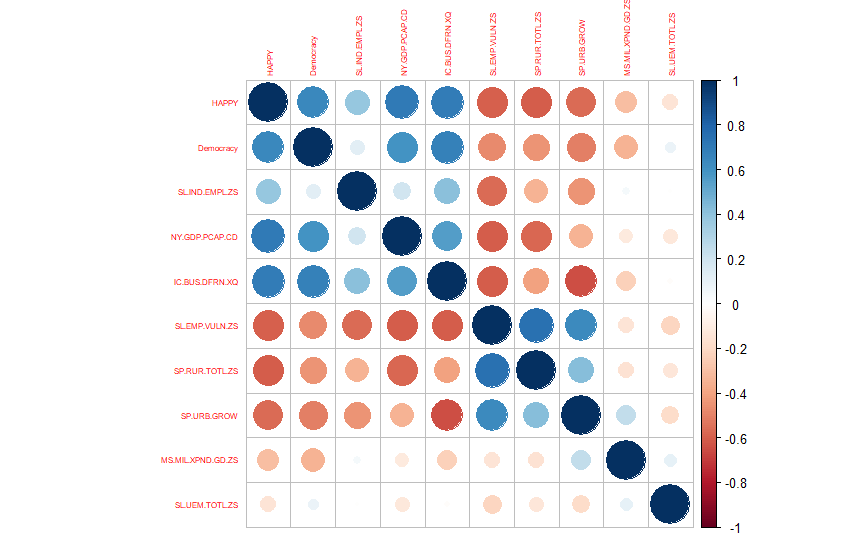 HAPPY
Democracy
SL.IND.EMPL.ZS
NY.GDP.PCAP.CD
IC.BUS.DFRN.XQ
SL.EMP.VULN.ZS
SP.RUR.TOTL.ZS
SP.URB.GROW
MS.MIL.XPND.GD.ZS
SL.UEM.TOTL.ZS
HAPPY
Democracy
SL.IND.EMPL.ZS
NY.GDP.PCAP.CD
IC.BUS.DFRN.XQ
SL.EMP.VULN.ZS
SP.RUR.TOTL.ZS
SP.URB.GROW
MS.MIL.XPND.GD.ZS
SL.UEM.TOTL.ZS
1
0.8
0.6
0.4
0.2
0
-0.2
-0.4
-0.6
-0.8
-1